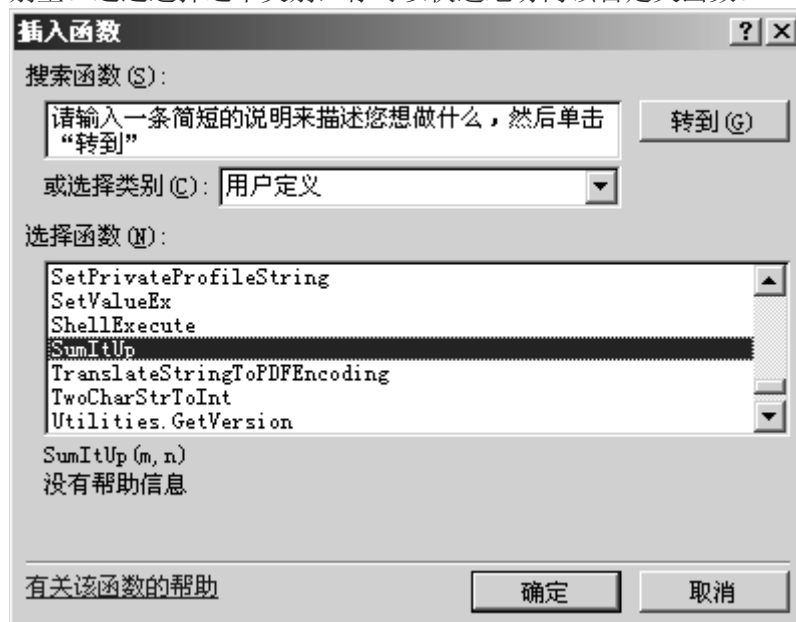 插入函数
搜索函数(S):
请输入一条简短的说明来描述您想做什么，然后单击
“转到”
转到(G)
或选择类别(C): 用户定义
选择函数(N):
SetPrivateProfileString
SetValueEx
ShellExecute
SumItUp
TranslateStringToPDFEncoding
TwoCharStrToInt
Utilities.GetVersion
SumItUp(m,n)
没有帮助信息
有关该函数的帮助
确定
取消